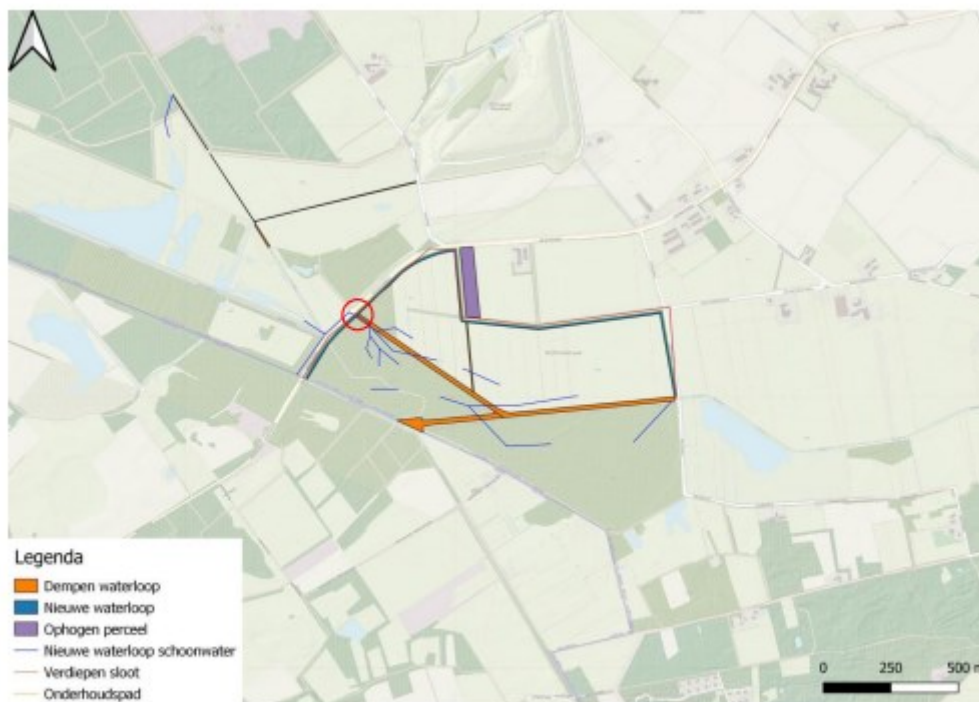 Legenda
Dempen waterloop
Nieuwe waterloop
Ophogen perceel
Nieuwe waterloop schoonwater
Verdiepen sloot
Onderhoudspad
0 250 500 m